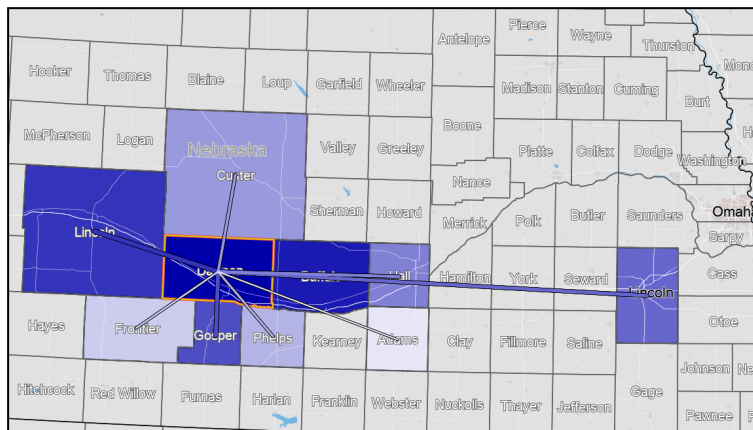 Pierce
Wayne
Antelope
Thurston
Hooker
Thomas
Blaine
Loup
Garfield
Wheeler
Madison
Stanton
Cuming
Burt
McPherson
Logan
Nebraska
Valley
Greeley
Boone
Platte
Colfax
Dodge
Washington
Custer
Nance
Sherman
Howard
Merrick
Polk
Butler
Saunders
Omaha
Lincoln
Sarpy
Hall
Hamilton
York
Seward
Cass
Lincoln
Hayes
Frontier
Gosper
Phelps
Kearney
Adams
Clay
Fillmore
Saline
Otoe
Hitchcock
Red Willow
Furnas
Harlan
Franklin
Webster
Nuckolls
Thayer
Jefferson
Gage
Johnson
Pawnee